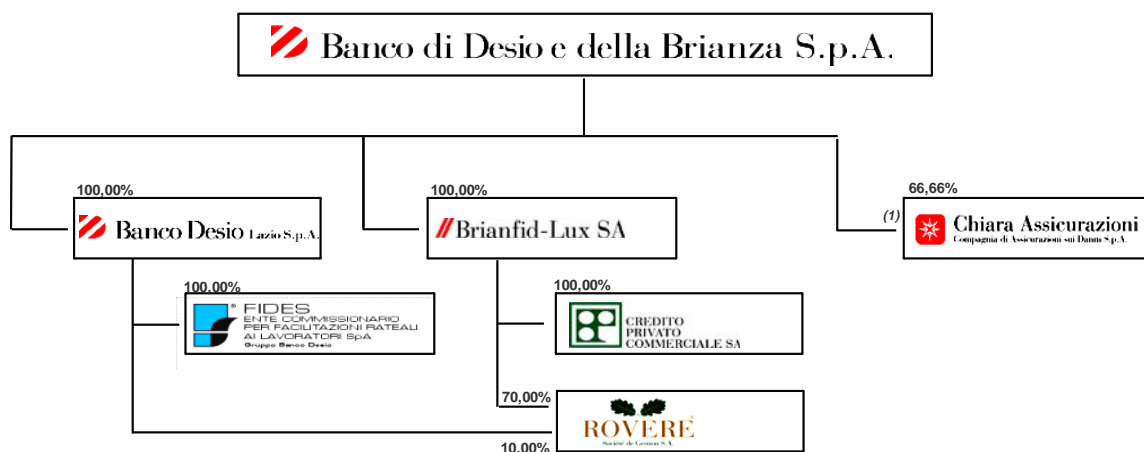 Banco di Desio e della Brianza S.p.A.
100,00%
Banco Desio Lazio S.p.A.
100,00%
Brianfid-Lux SA
66,66%
(1)
Chiara Assicurazioni
Compagnia di Assicurazioni sui Danni S.p.A.
100,00%
FIDES
ENTE COMMISSIONARIO
PER FACILITAZIONI RATEALI
AI LAVORATORI SpA
Gruppo Banco Desio
100,00%
CREDITO
PRIVATO
COMMERCIALE SA
70,00%
10,00%
ROVERE
Société de Gestion S.A.